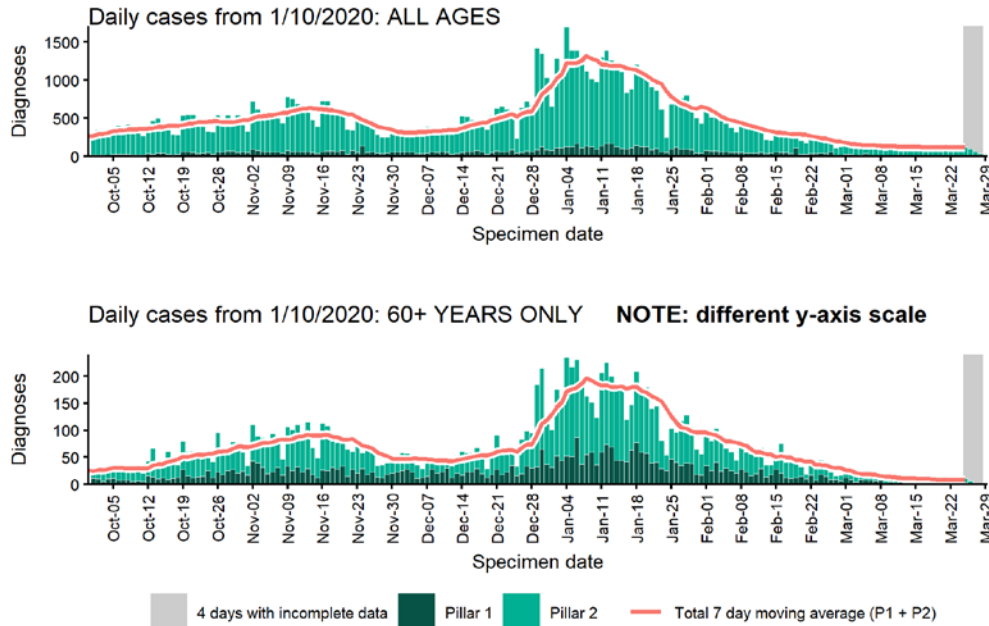 Daily cases from 1/10/2020: ALL AGES
Diagnoses
1500
1000
500
0
Oct-05
Oct-12
Oct-19
Oct-26
Nov-02
Nov-09
Nov-16
Nov-23
Nov-30
Dec-07
Dec-14
Dec-21
Dec-28
Jan-04
Jan-11
Jan-18
Jan-25
Feb-01
Feb-08
Feb-15
Feb-22
Mar-01
Mar-08
Mar-15
Mar-22
Mar-29
Specimen date
Daily cases from 1/10/2020: 60+ YEARS ONLY NOTE: different y-axis scale
Diagnoses
200
150
100
50
0
Oct-05
Oct-12
Oct-19
Oct-26
Nov-02
Nov-09
Nov-16
Nov-23
Nov-30
Dec-07
Dec-14
Dec-21
Dec-28
Jan-04
Jan-11
Jan-18
Jan-25
Feb-01
Feb-08
Feb-15
Feb-22
Mar-01
Mar-08
Mar-15
Mar-22
Mar-29
Specimen date
4 days with incomplete data Pillar 1 Pillar 2 Total 7 day moving average (P1 + P2)